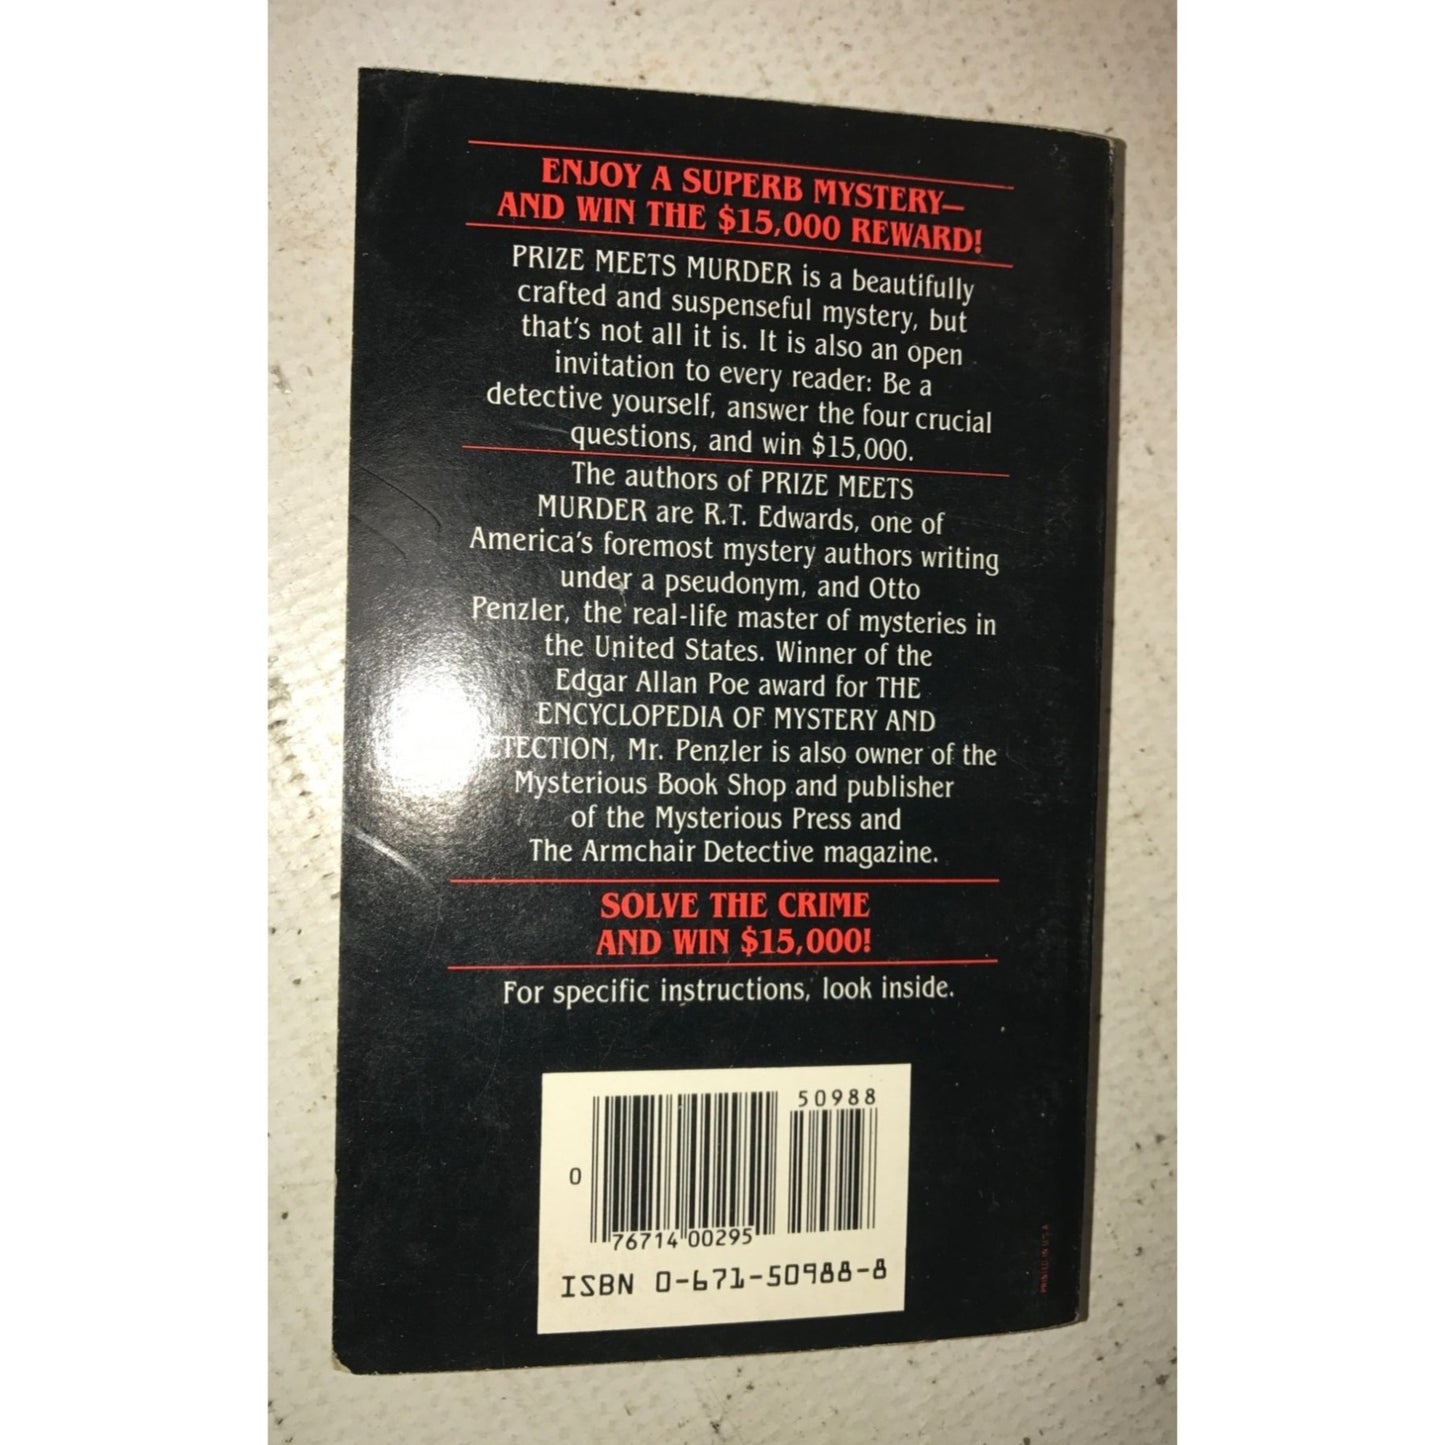 ENJOY A SUPERB MYSTERY—
AND WIN THE $15,000 REWARD!
PRIZE MEETS MURDER is a beautifully
crafted and suspenseful mystery, but
that's not all it is. It is also an open
invitation to every reader: Be a
detective yourself, answer the four crucial
questions, and win $15,000.
The authors of PRIZE MEETS
MURDER are R.T. Edwards, one of
America's foremost mystery authors writing
under a pseudonym, and Otto
Penzler, the real-life master of mysteries in
the United States. Winner of the
Edgar Allan Poe award for THE
ENCYCLOPEDIA OF MYSTERY AND
ETECTION, Mr. Penzler is also owner of the
Mysterious Book Shop and publisher
of the Mysterious Press and
The Armchair Detective magazine.
SOLVE THE CRIME
AND WIN $15,000!
For specific instructions, look inside.
50988
0
76714 00295
ISBN 0-671-50988-8
PRINTED IN U.S.A.